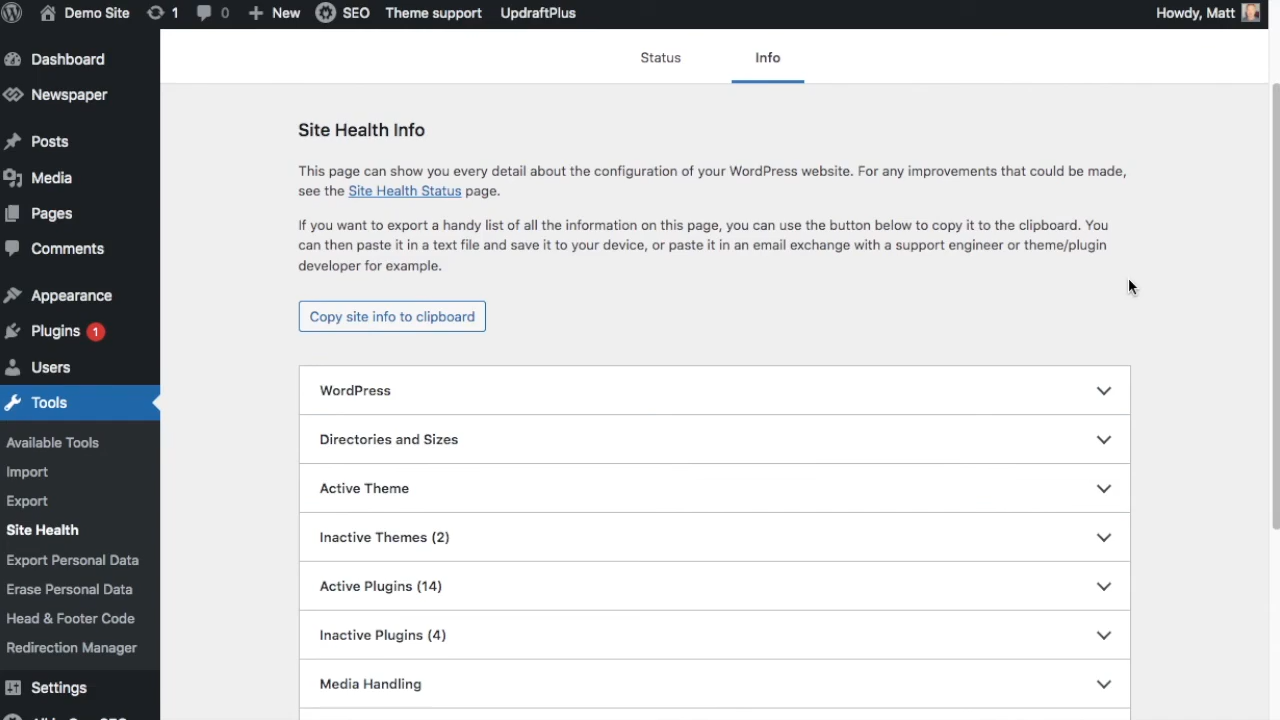 Demo Site 1 0 New SEO Theme support UpdraftPlus Howdy, Matt
Dashboard
Newspaper
Posts
Media
Pages
Comments
Appearance
Plugins 1
Users
Tools
Available Tools
Import
Export
Site Health
Export Personal Data
Erase Personal Data
Head & Footer Code
Redirection Manager
Settings
Status Info
Site Health Info
This page can show you every detail about the configuration of your WordPress website. For any improvements that could be made,
see the Site Health Status page.
If you want to export a handy list of all the information on this page, you can use the button below to copy it to the clipboard. You
can then paste it in a text file and save it to your device, or paste it in an email exchange with a support engineer or theme/plugin
developer for example.
Copy site info to clipboard
WordPress
Directories and Sizes
Active Theme
Inactive Themes (2)
Active Plugins (14)
Inactive Plugins (4)
Media Handling